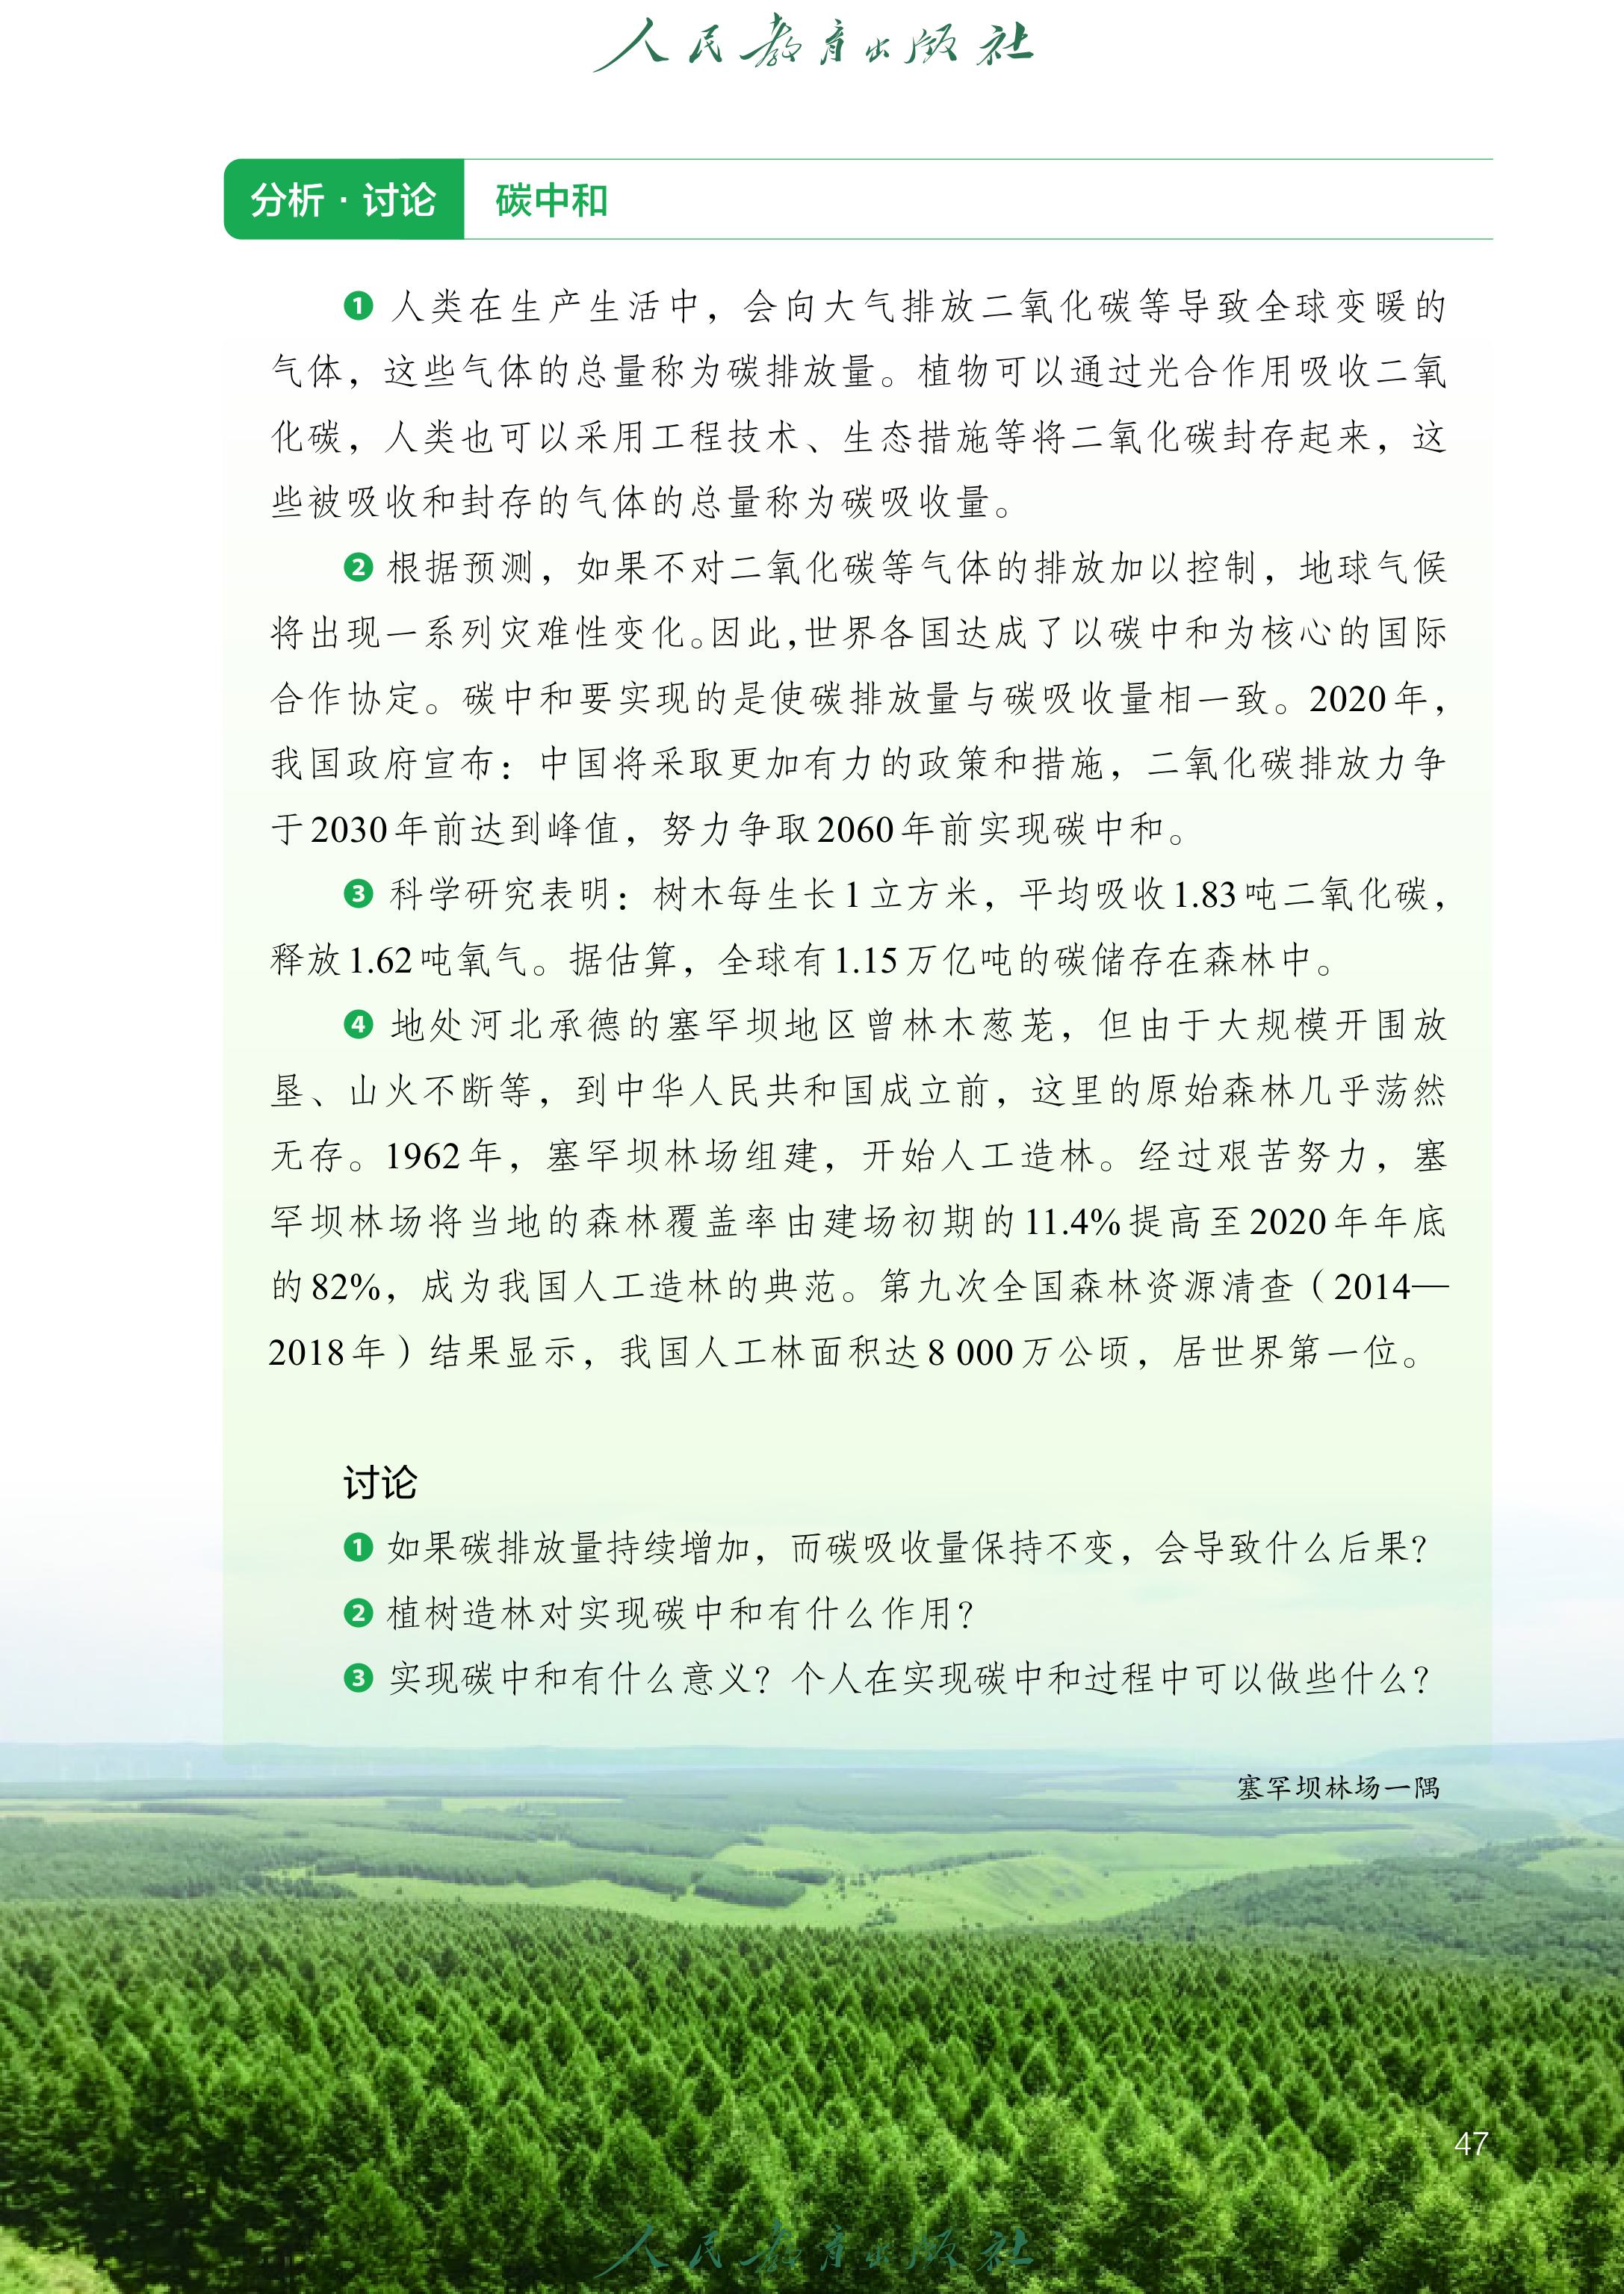 人民教育出版社
分析·讨论 碳中和
❶ 人类在生产生活中，会向大气排放二氧化碳等导致全球变暖的
气体，这些气体的总量称为碳排放量。植物可以通过光合作用吸收二氧
化碳，人类也可以采用工程技术、生态措施等将二氧化碳封存起来，这
些被吸收和封存的气体的总量称为碳吸收量。
❷ 根据预测，如果不对二氧化碳等气体的排放加以控制，地球气候
将出现一系列灾难性变化。因此，世界各国达成了以碳中和为核心的国际
合作协定。碳中和要实现的是使碳排放量与碳吸收量相一致。2020年，
我国政府宣布：中国将采取更加有力的政策和措施，二氧化碳排放力争
于2030年前达到峰值，努力争取2060年前实现碳中和。
❸ 科学研究表明：树木每生长1立方米，平均吸收1.83吨二氧化碳，
释放1.62吨氧气。据估算，全球有1.15万亿吨的碳储存在森林中。
❹ 地处河北承德的塞罕坝地区曾林木葱茏，但由于大规模开围放
垦、山火不断等，到中华人民共和国成立前，这里的原始森林几乎荡然
无存。1962年，塞罕坝林场组建，开始人工造林。经过艰苦努力，塞
罕坝林场将当地的森林覆盖率由建场初期的11.4%提高至2020年年底
的82%，成为我国人工造林的典范。第九次全国森林资源清查（2014—
2018年）结果显示，我国人工林面积达8 000万公顷，居世界第一位。
讨论
❶ 如果碳排放量持续增加，而碳吸收量保持不变，会导致什么后果？
❷ 植树造林对实现碳中和有什么作用？
❸ 实现碳中和有什么意义？个人在实现碳中和过程中可以做些什么？
塞罕坝林场一隅
47
人民教育出版社